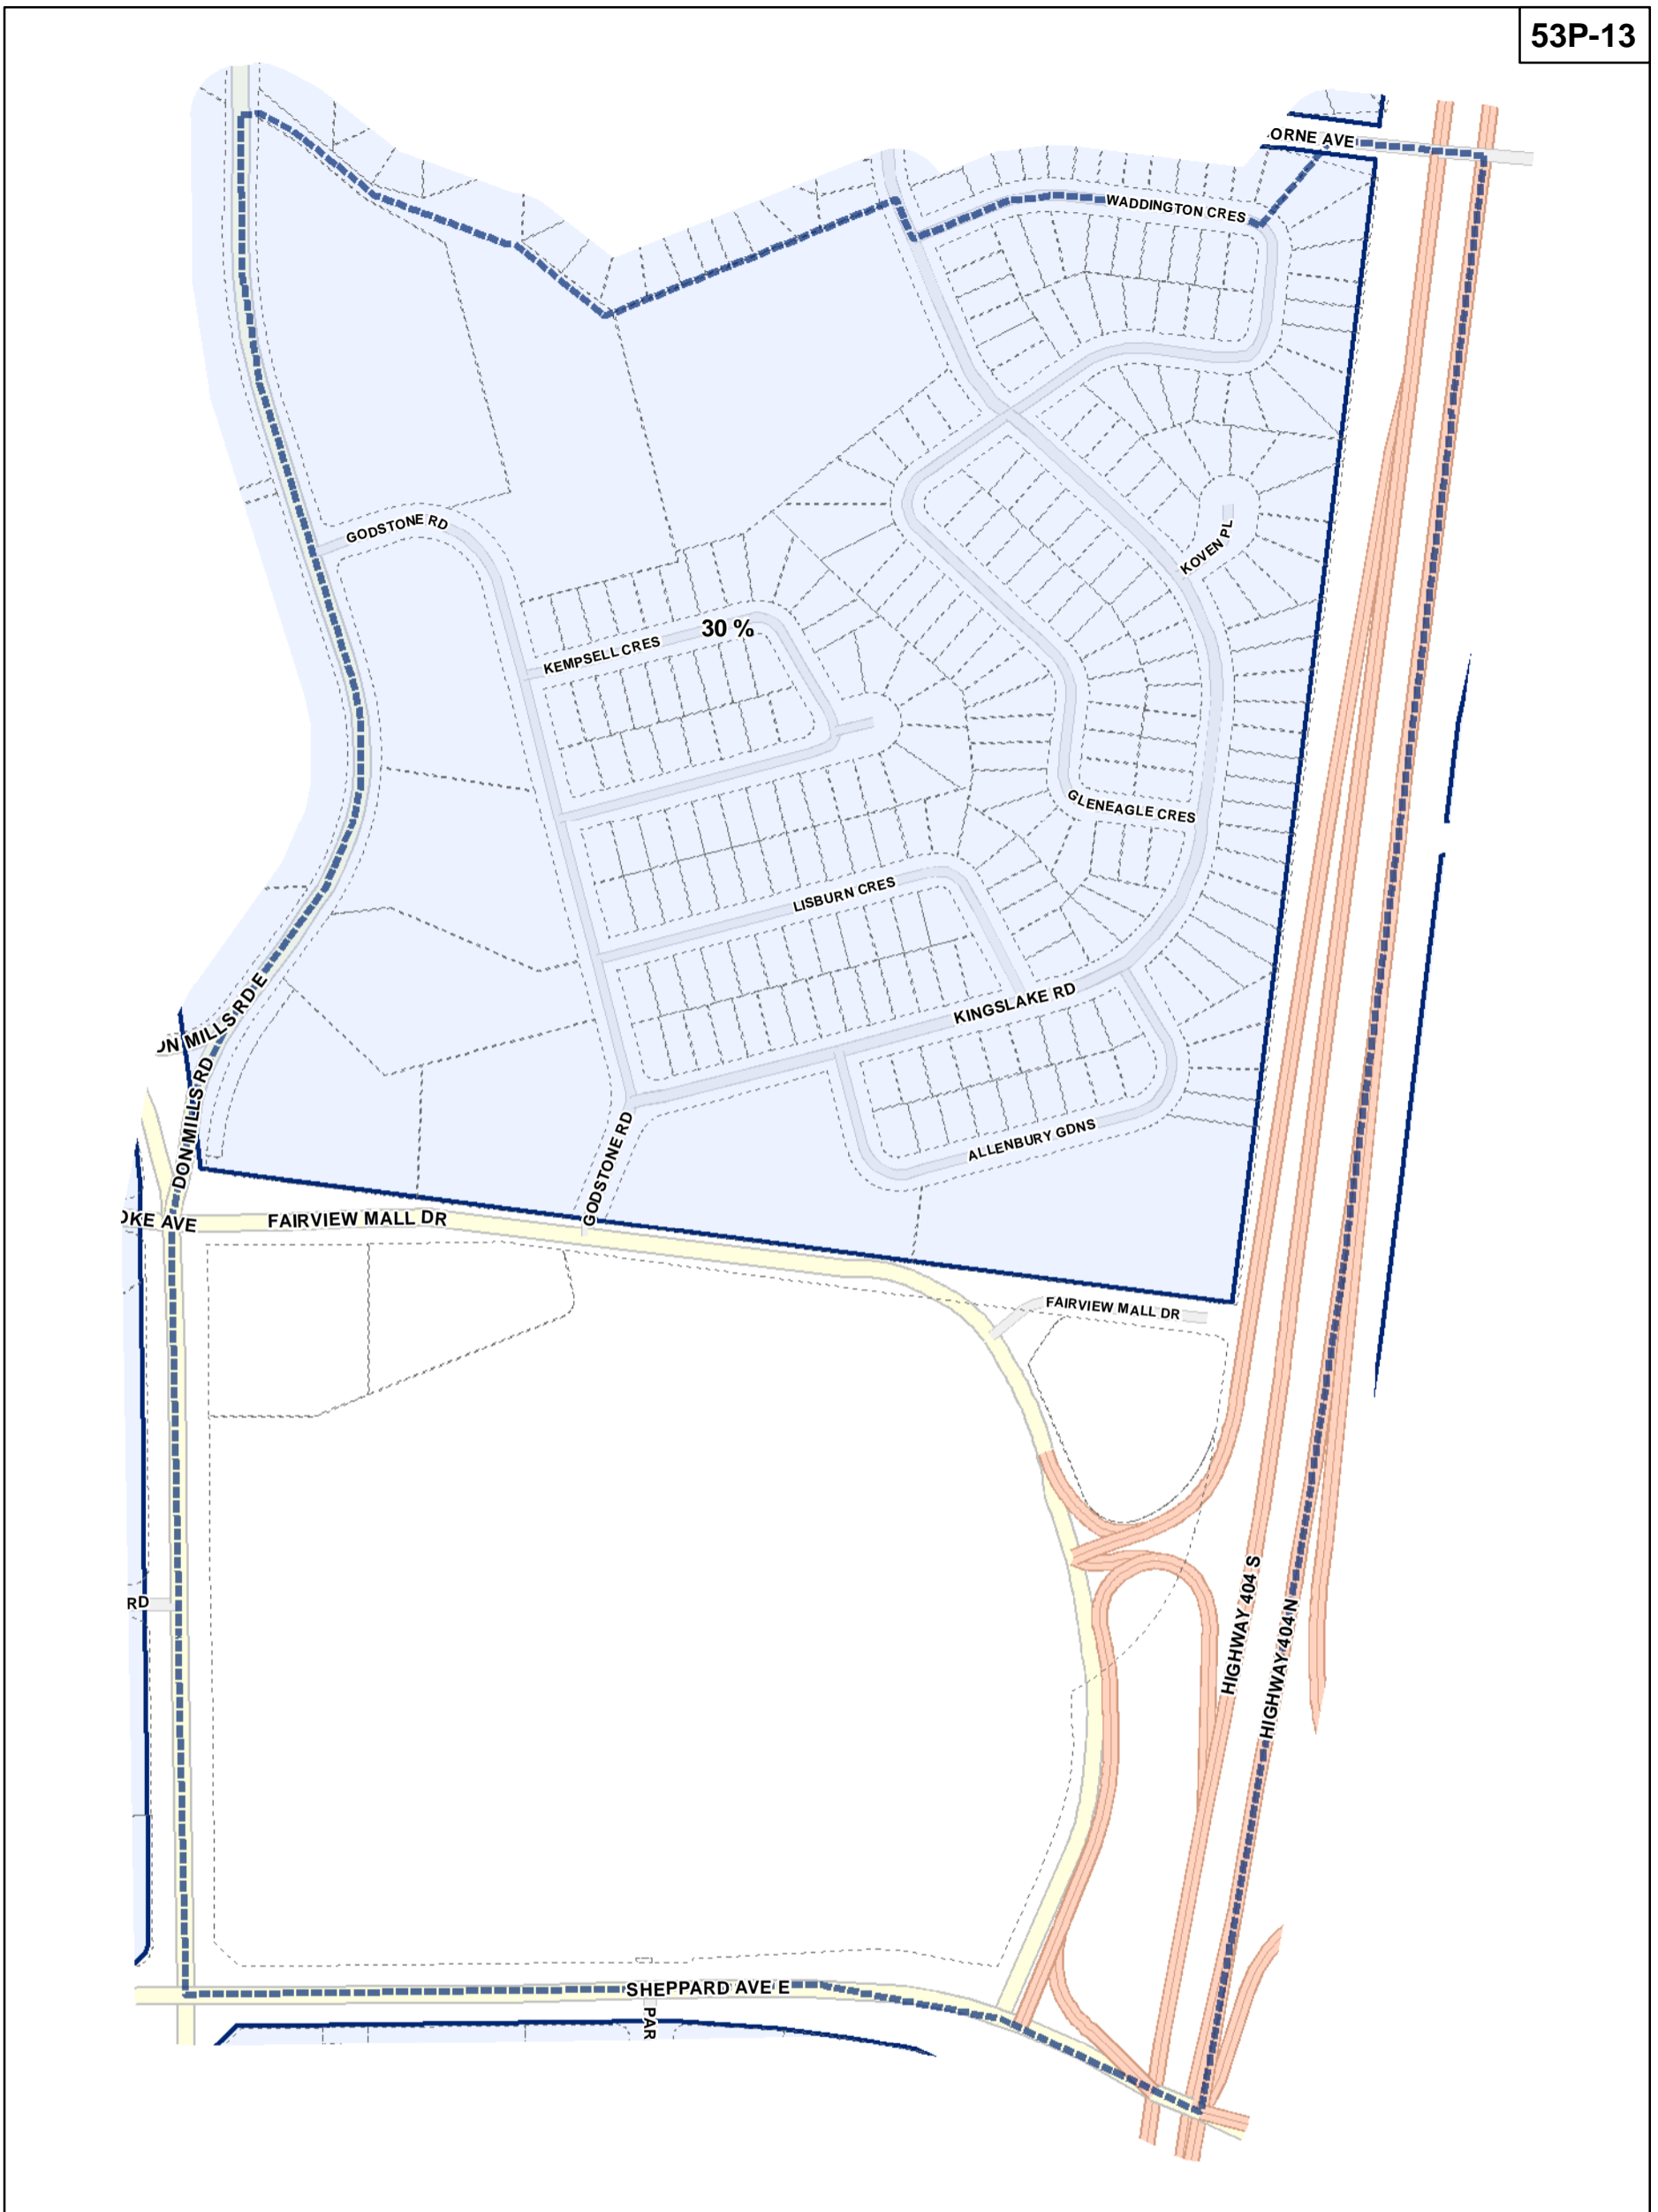 53P-13
ORNE AVE
WADDINGTON CRES
GODSTONE RD
KOVEN PL
30 %
KEMPSELL CRES
GLENEAGLE CRES
LISBURN CRES
ON MILLS RD E
KINGSLAKE RD
DON MILLS RD
ALLENBURY GDNS
GODSTONE RD
OKE AVE
FAIRVIEW MALL DR
FAIRVIEW MALL DR
HIGHWAY 404 S
HIGHWAY 404 N
RD
SHEPPARD AVE E
PAR